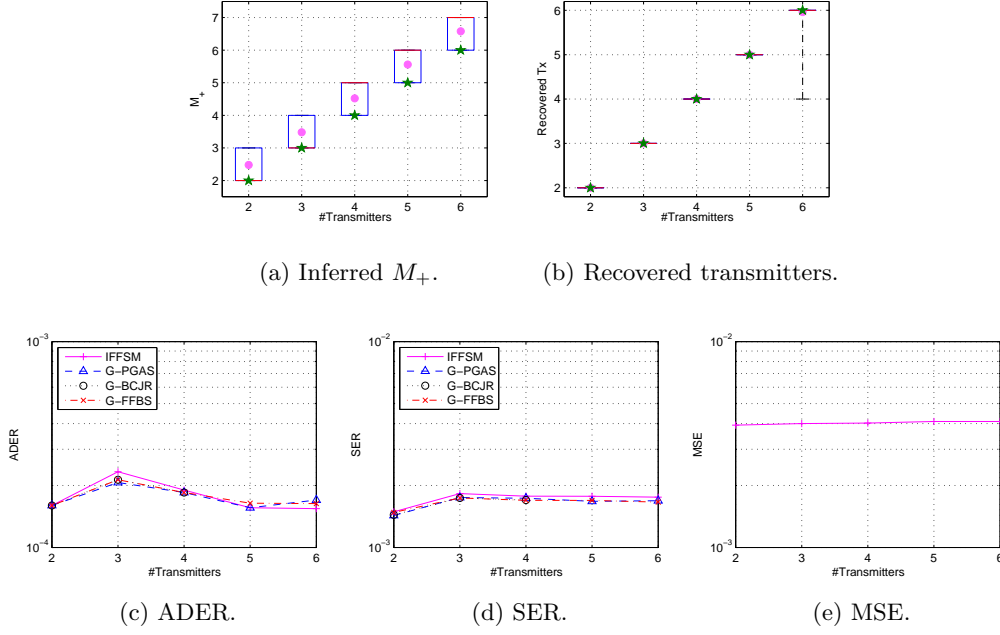 7
6
5
4
3
2
M+
2 3 4 5 6
#Transmitters
(a) Inferred M+.
6
5
4
3
2
Recovered Tx
2 3 4 5 6
#Transmitters
(b) Recovered transmitters.
10^-3
10^-4
ADER
IFFSM
G-PGAS
G-BCJR
G-FFBS
2 3 4 5 6
#Transmitters
(c) ADER.
10^-2
10^-3
SER
IFFSM
G-PGAS
G-BCJR
G-FFBS
2 3 4 5 6
#Transmitters
(d) SER.
10^-2
10^-3
MSE
2 3 4 5 6
#Transmitters
(e) MSE.